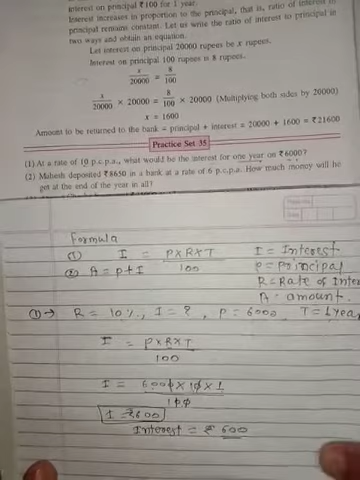 interest on principal ₹100 for 1 year.
Interest increases in proportion to the principal, that is, ratio of interest to
principal remains constant. Let us write the ratio of interest to principal in
two ways and obtain an equation.
Let interest on principal 20000 rupees be x rupees.
Interest on principal 100 rupees is 8 rupees.
x/20000 = 8/100
x/20000 × 20000 = 8/100 × 20000 (Multiplying both sides by 20000)
x = 1600
Amount to be returned to the bank = principal + interest = 20000 + 1600 = ₹21600
Practice Set 35
(1) At a rate of 10 p.c.p.a., what would be the interest for one year on ₹6000?
(2) Mahesh deposited ₹8650 in a bank at a rate of 6 p.c.p.a. How much money will he
get at the end of the year in all?
Formula
(1) I = P×R×T/100 I = Interest
(2) A = P+I P = Principal
R = Rate of Inter
A = amount.
(1)→ R = 10%, I = ?, P = 6000, T = 1 year
I = P×R×T/100
I = 6000×10×1/100
I = ₹600
Interest = ₹ 600